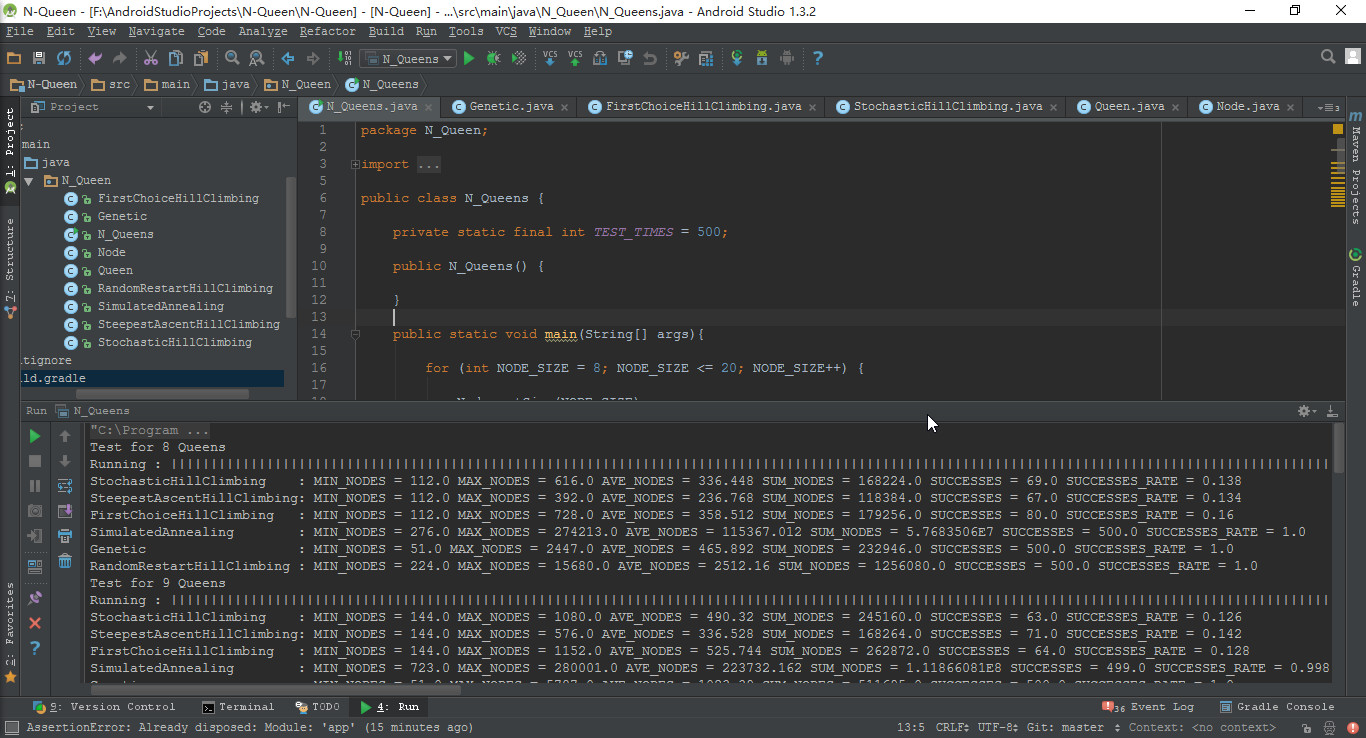 N-Queen - [F:\AndroidStudioProjects\N-Queen\N-Queen] - [N-Queen] - ...\src\main\java\N_Queen\N_Queens.java - Android Studio 1.3.2
File Edit View Navigate Code Analyze Refactor Build Run Tools VCS Window Help
N_Queens
VCS VCS
N-Queen src main java N_Queen N_Queens
Project
N_Queens.java Genetic.java FirstChoiceHillClimbing.java StochasticHillClimbing.java Queen.java Node.java
1: Project
7: Structure
2: Favorites
main
java
N_Queen
FirstChoiceHillClimbing
Genetic
N_Queens
Node
Queen
RandomRestartHillClimbing
SimulatedAnnealing
SteepestAscentHillClimbing
StochasticHillClimbing
tignore
ld.gradle
1 package N_Queen;
2
3 import ...
5
6 public class N_Queens {
7
8 private static final int TEST_TIMES = 500;
9
10 public N_Queens() {
11
12 }
13
14 public static void main(String[] args){
15
16 for (int NODE_SIZE = 8; NODE_SIZE <= 20; NODE_SIZE++) {
17
Maven Projects
Gradle
Run N_Queens
"C:\Program ...
Test for 8 Queens
Running : ||||||||||||||||||||||||||||||||||||||||||||||||||||||||||||||||||||||||||||||||||||||||||||||||||||||||||||||||||||||||||||||||||||||||||||||||
StochasticHillClimbing : MIN_NODES = 112.0 MAX_NODES = 616.0 AVE_NODES = 336.448 SUM_NODES = 168224.0 SUCCESSES = 69.0 SUCCESSES_RATE = 0.138
SteepestAscentHillClimbing: MIN_NODES = 112.0 MAX_NODES = 392.0 AVE_NODES = 236.768 SUM_NODES = 118384.0 SUCCESSES = 67.0 SUCCESSES_RATE = 0.134
FirstChoiceHillClimbing : MIN_NODES = 112.0 MAX_NODES = 728.0 AVE_NODES = 358.512 SUM_NODES = 179256.0 SUCCESSES = 80.0 SUCCESSES_RATE = 0.16
SimulatedAnnealing : MIN_NODES = 276.0 MAX_NODES = 274213.0 AVE_NODES = 115367.012 SUM_NODES = 5.7683506E7 SUCCESSES = 500.0 SUCCESSES_RATE = 1.0
Genetic : MIN_NODES = 51.0 MAX_NODES = 2447.0 AVE_NODES = 465.892 SUM_NODES = 232946.0 SUCCESSES = 500.0 SUCCESSES_RATE = 1.0
RandomRestartHillClimbing : MIN_NODES = 224.0 MAX_NODES = 15680.0 AVE_NODES = 2512.16 SUM_NODES = 1256080.0 SUCCESSES = 500.0 SUCCESSES_RATE = 1.0
Test for 9 Queens
Running : ||||||||||||||||||||||||||||||||||||||||||||||||||||||||||||||||||||||||||||||||||||||||||||||||||||||||||||||||||||||||||||||||||||||||||||||||
StochasticHillClimbing : MIN_NODES = 144.0 MAX_NODES = 1080.0 AVE_NODES = 490.32 SUM_NODES = 245160.0 SUCCESSES = 63.0 SUCCESSES_RATE = 0.126
SteepestAscentHillClimbing: MIN_NODES = 144.0 MAX_NODES = 576.0 AVE_NODES = 336.528 SUM_NODES = 168264.0 SUCCESSES = 71.0 SUCCESSES_RATE = 0.142
FirstChoiceHillClimbing : MIN_NODES = 144.0 MAX_NODES = 1152.0 AVE_NODES = 525.744 SUM_NODES = 262872.0 SUCCESSES = 64.0 SUCCESSES_RATE = 0.128
SimulatedAnnealing : MIN_NODES = 723.0 MAX_NODES = 280001.0 AVE_NODES = 223732.162 SUM_NODES = 1.11866081E8 SUCCESSES = 499.0 SUCCESSES_RATE = 0.998
9: Version Control Terminal TODO 4: Run 36 Event Log Gradle Console
AssertionError: Already disposed: Module: 'app' (15 minutes ago) 13:5 CRLF UTF-8 Git: master Context: <no context>